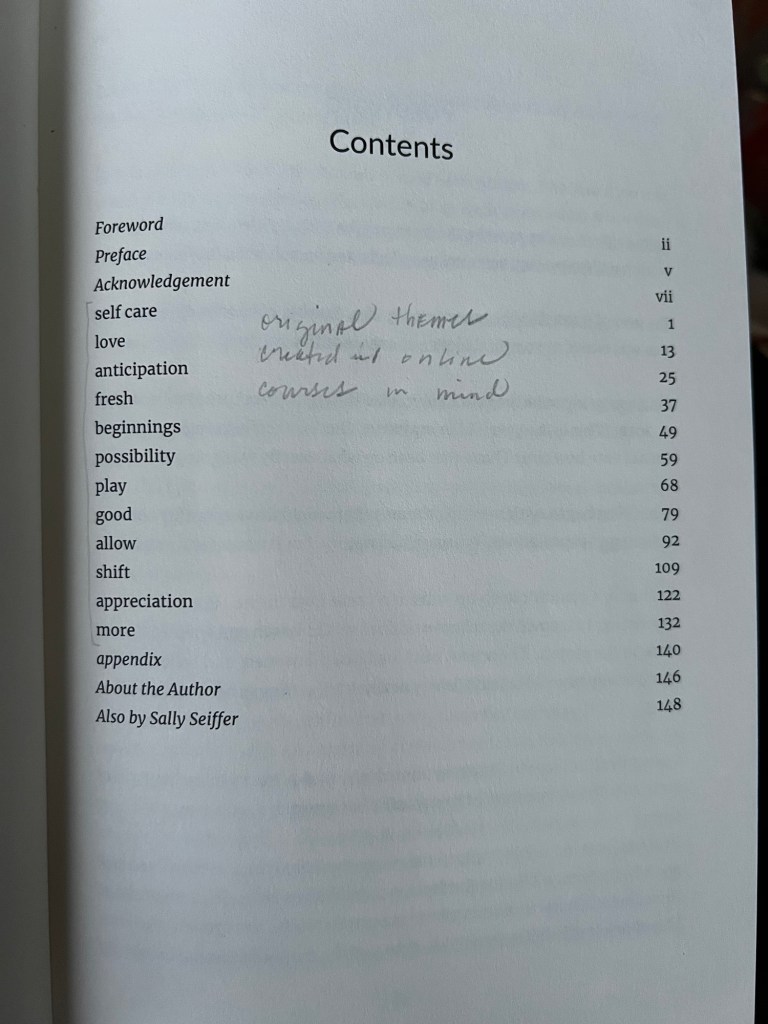 Contents
Foreword ii
Preface v
Acknowledgement vii
self care 1
love 13
anticipation 25
fresh 37
beginnings 49
possibility 59
play 68
good 79
allow 92
shift 109
appreciation 122
more 132
appendix 140
About the Author 146
Also by Sally Seiffer 148
original themes
created w/ online
courses in mind